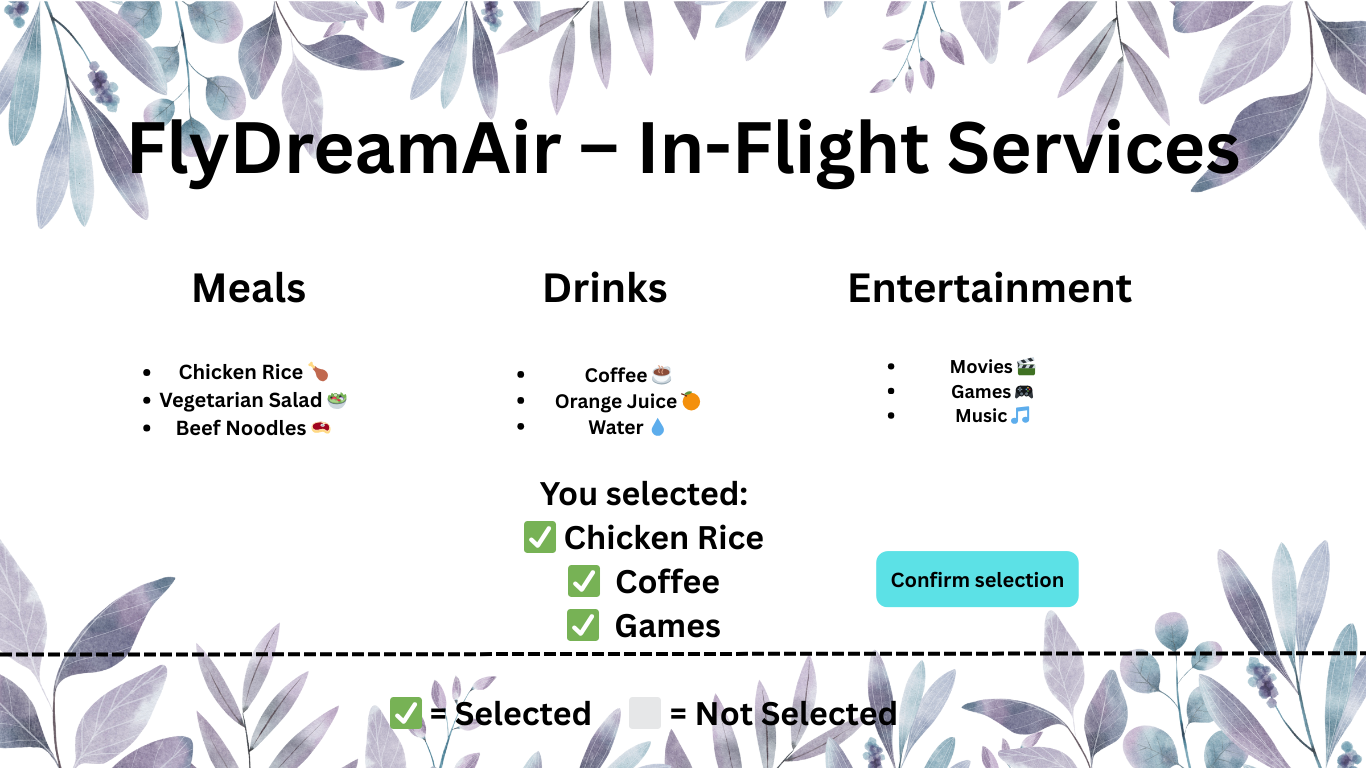 FlyDreamAir – In-Flight Services
Meals
Chicken Rice 🍗
Vegetarian Salad 🥗
Beef Noodles 🥩
Drinks
Coffee ☕
Orange Juice 🍊
Water 💧
Entertainment
Movies 🎬
Games 🎮
Music 🎵
You selected:
✅ Chicken Rice
✅ Coffee
✅ Games
Confirm selection
✅ = Selected ⬜ = Not Selected